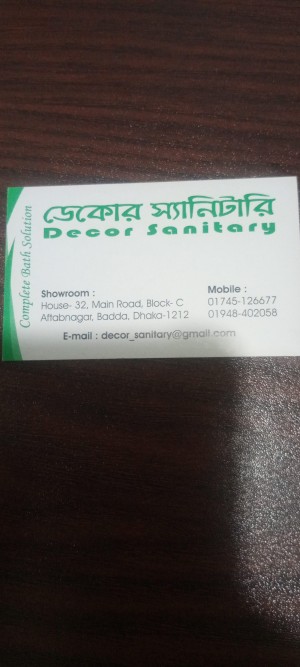 ডেকোর স্যানিটারি
Decor Sanitary
Complete Bath Solution
Showroom :
House- 32, Main Road, Block- C
Aftabnagar, Badda, Dhaka-1212
Mobile :
01745-126677
01948-402058
E-mail : decor_sanitary@gmail.com